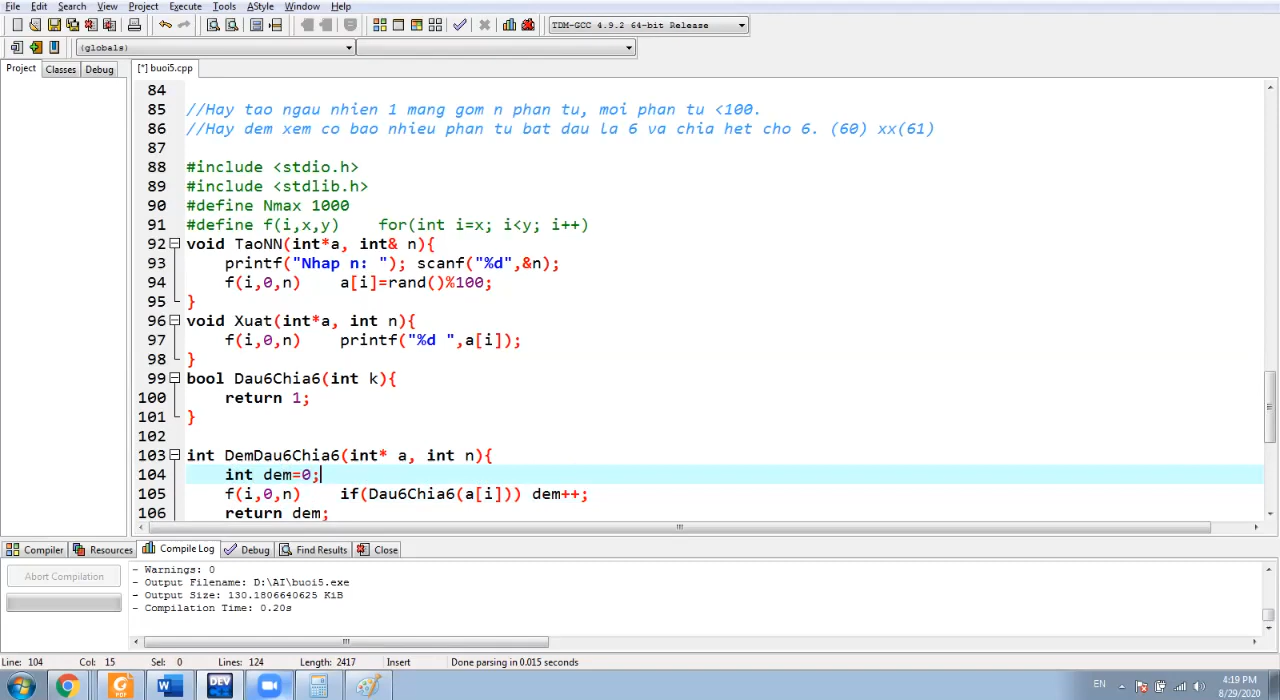 File Edit Search View Project Execute Tools AStyle Window Help
TDM-GCC 4.9.2 64-bit Release
(globals)
Project Classes Debug [*] buoi5.cpp
84
85 //Hay tao ngau nhien 1 mang gom n phan tu, moi phan tu <100.
86 //Hay dem xem co bao nhieu phan tu bat dau la 6 va chia het cho 6. (60) xx(61)
87
88 #include <stdio.h>
89 #include <stdlib.h>
90 #define Nmax 1000
91 #define f(i,x,y)    for(int i=x; i<y; i++)
92 void TaoNN(int*a, int& n){
93     printf("Nhap n: "); scanf("%d",&n);
94     f(i,0,n)    a[i]=rand()%100;
95 }
96 void Xuat(int*a, int n){
97     f(i,0,n)    printf("%d ",a[i]);
98 }
99 bool Dau6Chia6(int k){
100     return 1;
101 }
102
103 int DemDau6Chia6(int* a, int n){
104     int dem=0;
105     f(i,0,n)    if(Dau6Chia6(a[i])) dem++;
106     return dem;
Compiler Resources Compile Log Debug Find Results Close
Abort Compilation
- Warnings: 0
- Output Filename: D:\AI\buoi5.exe
- Output Size: 130.1806640625 KiB
- Compilation Time: 0.20s
Line: 104 Col: 15 Sel: 0 Lines: 124 Length: 2417 Insert Done parsing in 0.015 seconds
DEV
EN
4:19 PM
8/29/2020